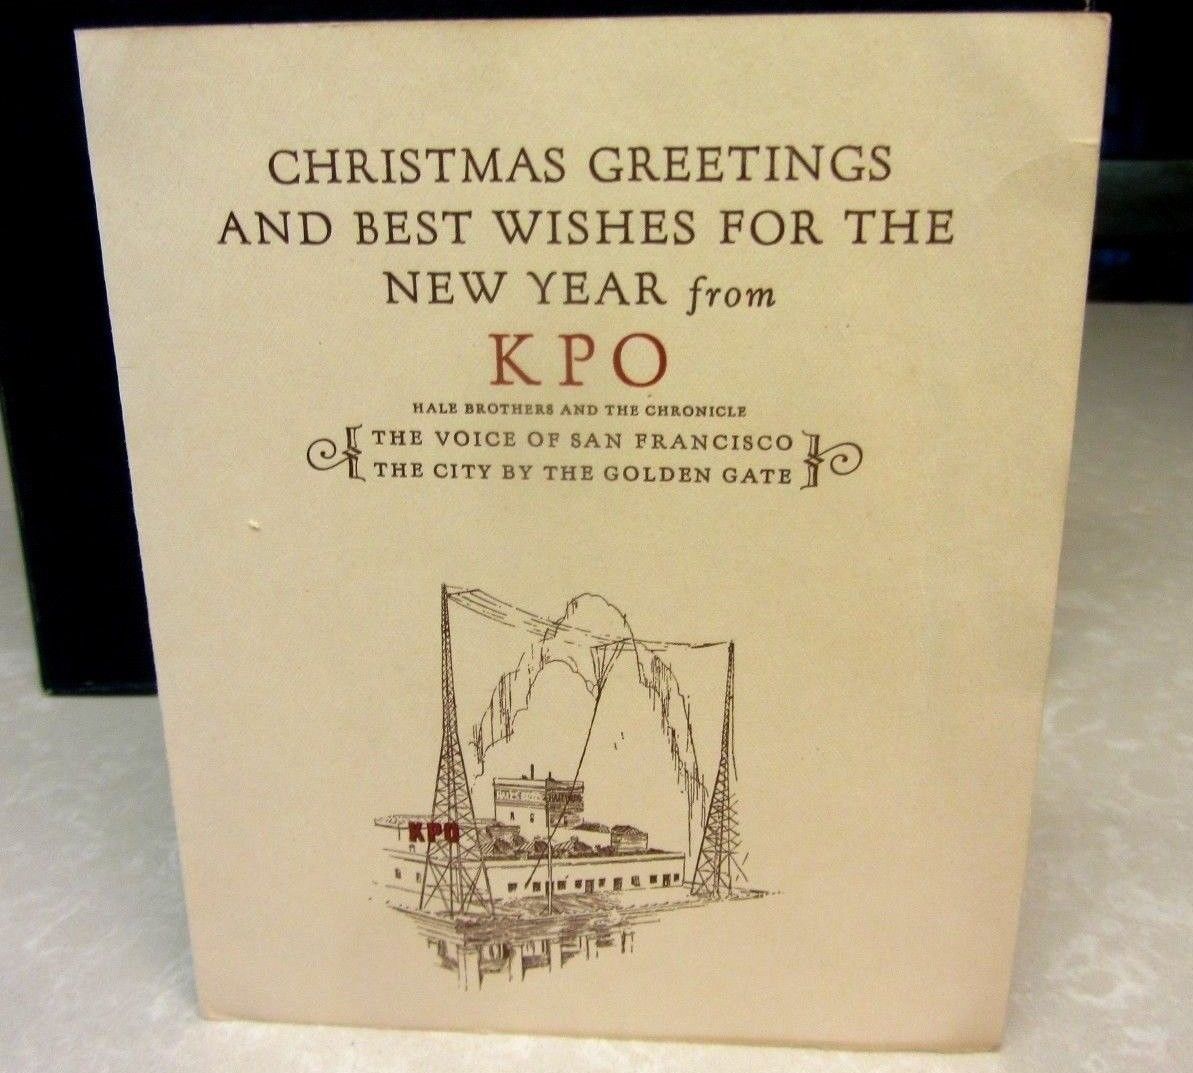 CHRISTMAS GREETINGS
AND BEST WISHES FOR THE
NEW YEAR from
KPO
HALE BROTHERS AND THE CHRONICLE
THE VOICE OF SAN FRANCISCO
THE CITY BY THE GOLDEN GATE
KPO